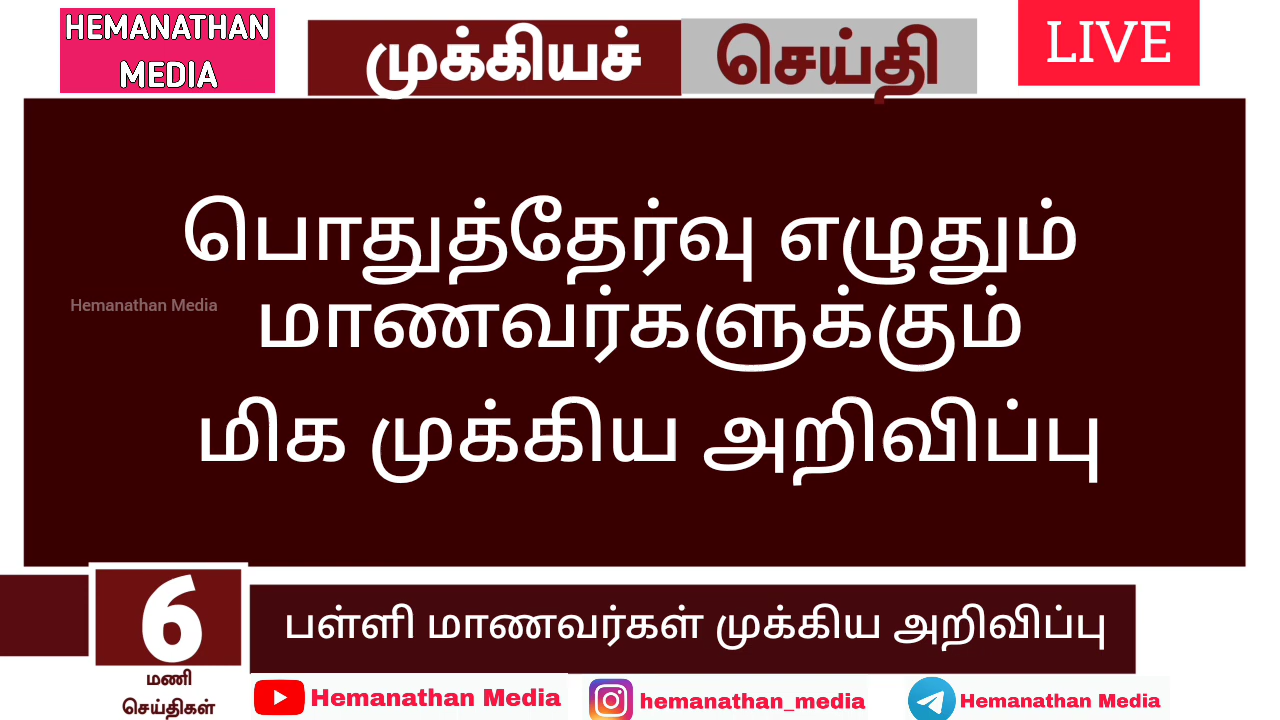 HEMANATHAN
MEDIA
முக்கியச் செய்தி
LIVE
பொதுத்தேர்வு எழுதும்
Hemanathan Media
மாணவர்களுக்கும்
மிக முக்கிய அறிவிப்பு
6
மணி
செய்திகள்
பள்ளி மாணவர்கள் முக்கிய அறிவிப்பு
Hemanathan Media
hemanathan_media
Hemanathan Media